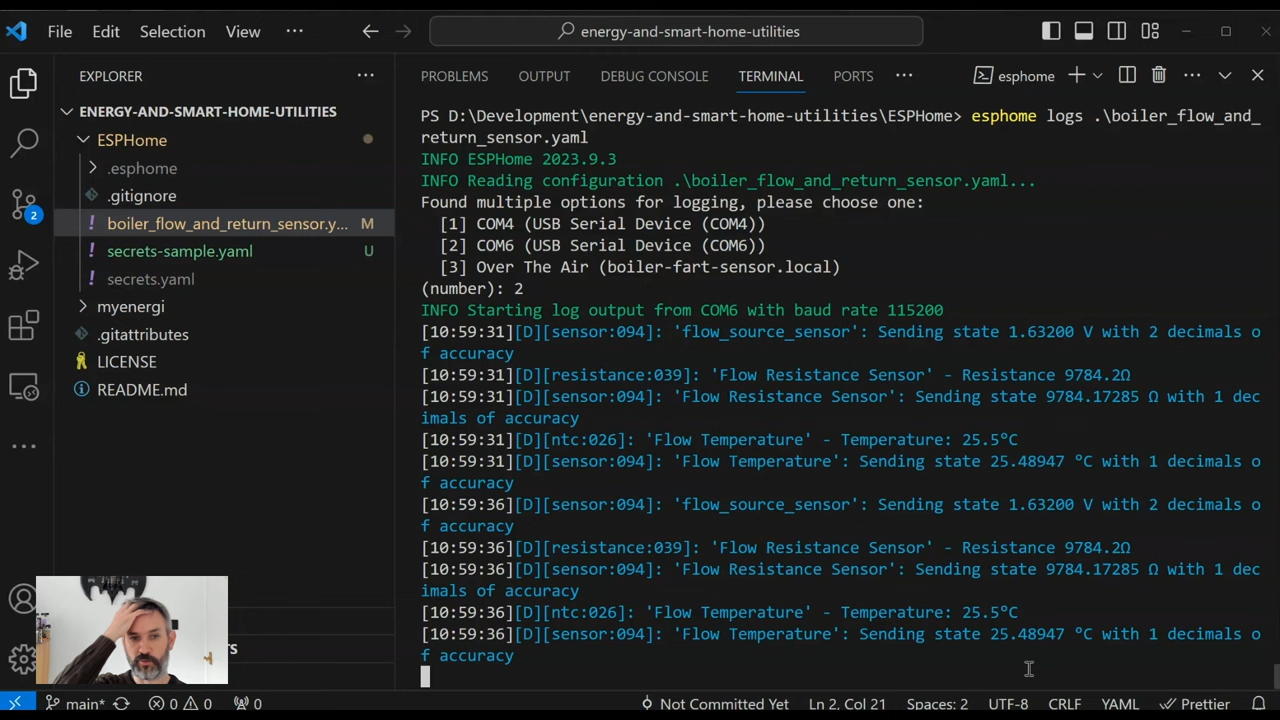 File Edit Selection View ··· energy-and-smart-home-utilities
EXPLORER ···
ENERGY-AND-SMART-HOME-UTILITIES
ESPHome
.esphome
.gitignore
boiler_flow_and_return_sensor.y... M
secrets-sample.yaml U
secrets.yaml
myenergi
.gitattributes
LICENSE
README.md
2
PROBLEMS OUTPUT DEBUG CONSOLE TERMINAL PORTS ··· esphome
PS D:\Development\energy-and-smart-home-utilities\ESPHome> esphome logs .\boiler_flow_and_
return_sensor.yaml
INFO ESPHome 2023.9.3
INFO Reading configuration .\boiler_flow_and_return_sensor.yaml...
Found multiple options for logging, please choose one:
[1] COM4 (USB Serial Device (COM4))
[2] COM6 (USB Serial Device (COM6))
[3] Over The Air (boiler-fart-sensor.local)
(number): 2
INFO Starting log output from COM6 with baud rate 115200
[10:59:31][D][sensor:094]: 'flow_source_sensor': Sending state 1.63200 V with 2 decimals o
f accuracy
[10:59:31][D][resistance:039]: 'Flow Resistance Sensor' - Resistance 9784.2Ω
[10:59:31][D][sensor:094]: 'Flow Resistance Sensor': Sending state 9784.17285 Ω with 1 dec
imals of accuracy
[10:59:31][D][ntc:026]: 'Flow Temperature' - Temperature: 25.5°C
[10:59:31][D][sensor:094]: 'Flow Temperature': Sending state 25.48947 °C with 1 decimals o
f accuracy
[10:59:36][D][sensor:094]: 'flow_source_sensor': Sending state 1.63200 V with 2 decimals o
f accuracy
[10:59:36][D][resistance:039]: 'Flow Resistance Sensor' - Resistance 9784.2Ω
[10:59:36][D][sensor:094]: 'Flow Resistance Sensor': Sending state 9784.17285 Ω with 1 dec
imals of accuracy
[10:59:36][D][ntc:026]: 'Flow Temperature' - Temperature: 25.5°C
[10:59:36][D][sensor:094]: 'Flow Temperature': Sending state 25.48947 °C with 1 decimals o
f accuracy
main* 0 0 0 Not Committed Yet Ln 2, Col 21 Spaces: 2 UTF-8 CRLF YAML Prettier